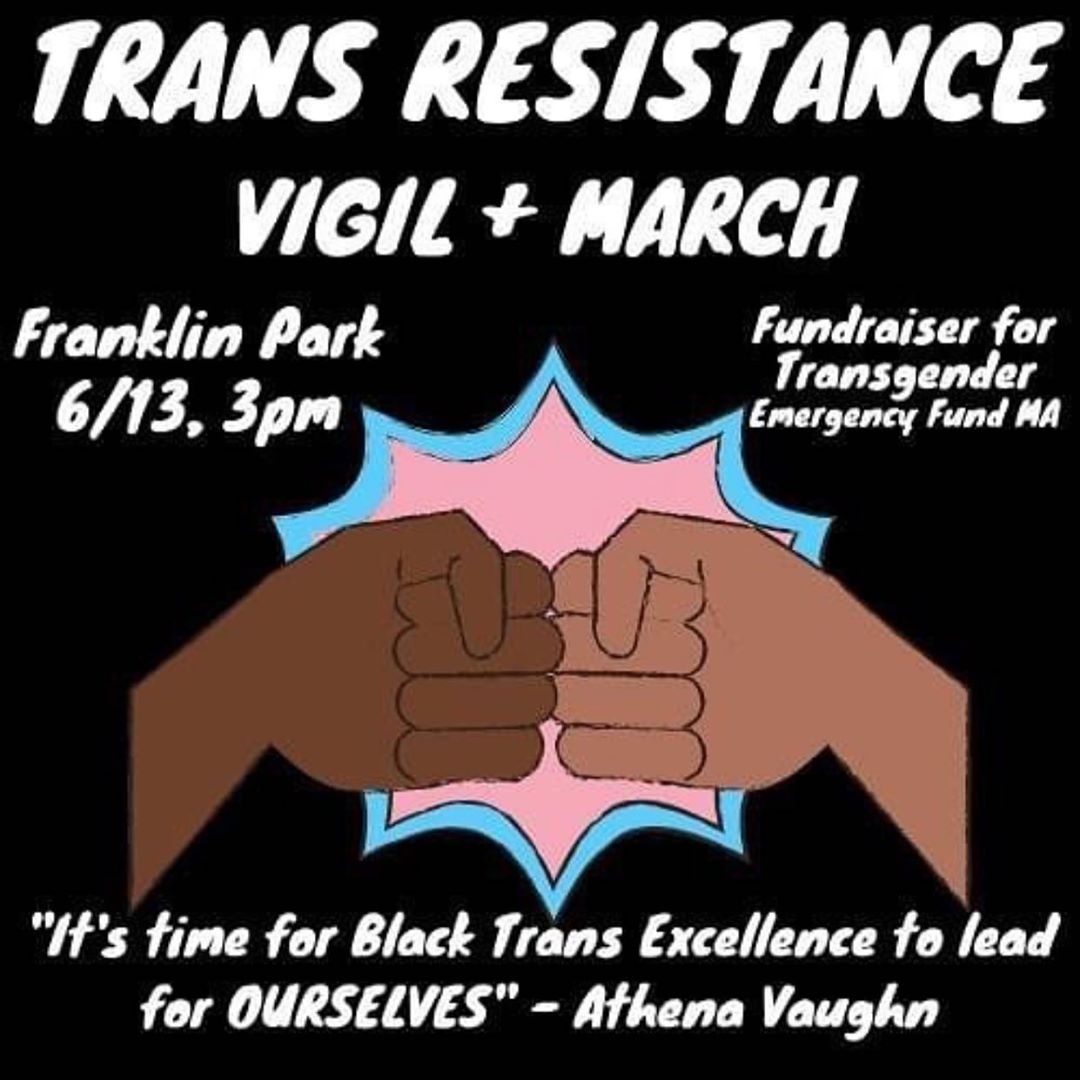 TRANS RESISTANCE
VIGIL + MARCH
Franklin Park
6/13, 3pm
Fundraiser for
Transgender
Emergency Fund MA
"It's time for Black Trans Excellence to lead
for OURSELVES" - Athena Vaughn